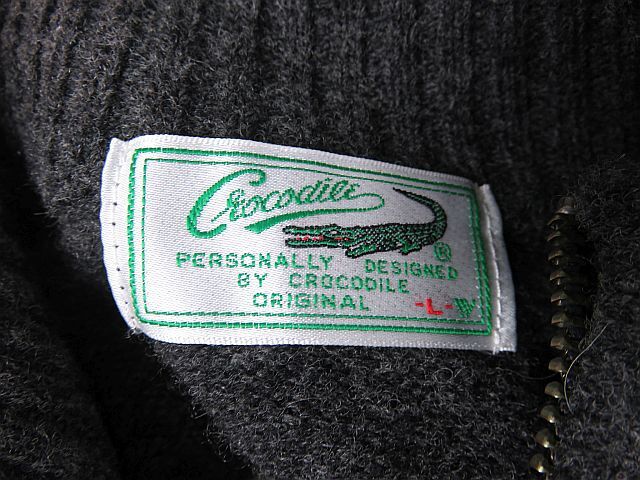 Crocodile
®
PERSONALLY DESIGNED
BY CROCODILE
ORIGINAL -L-W